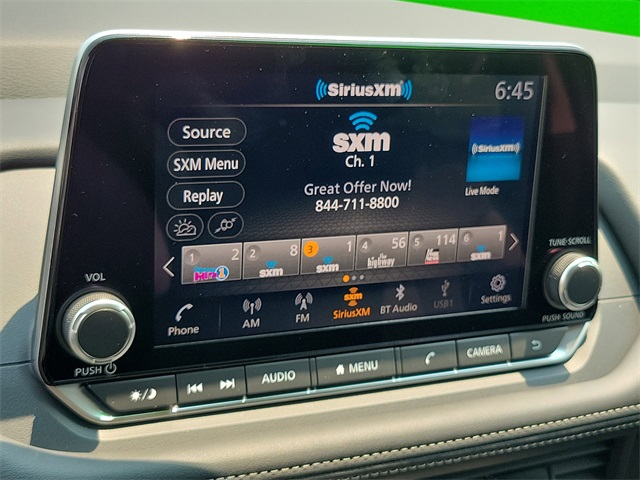 SiriusXM
6:45
Source
SXM Menu
Replay
sxm
Ch. 1
Great Offer Now!
844-711-8800
SiriusXM
Live Mode
1 2
2 8 sxm
3 1 sxm
4 56 the highway
5 114
6 1 sxm
Phone
AM
FM
SiriusXM
BT Audio
USB1
Settings
VOL
PUSH
TUNE·SCROLL
PUSH·SOUND
AUDIO
MENU
CAMERA